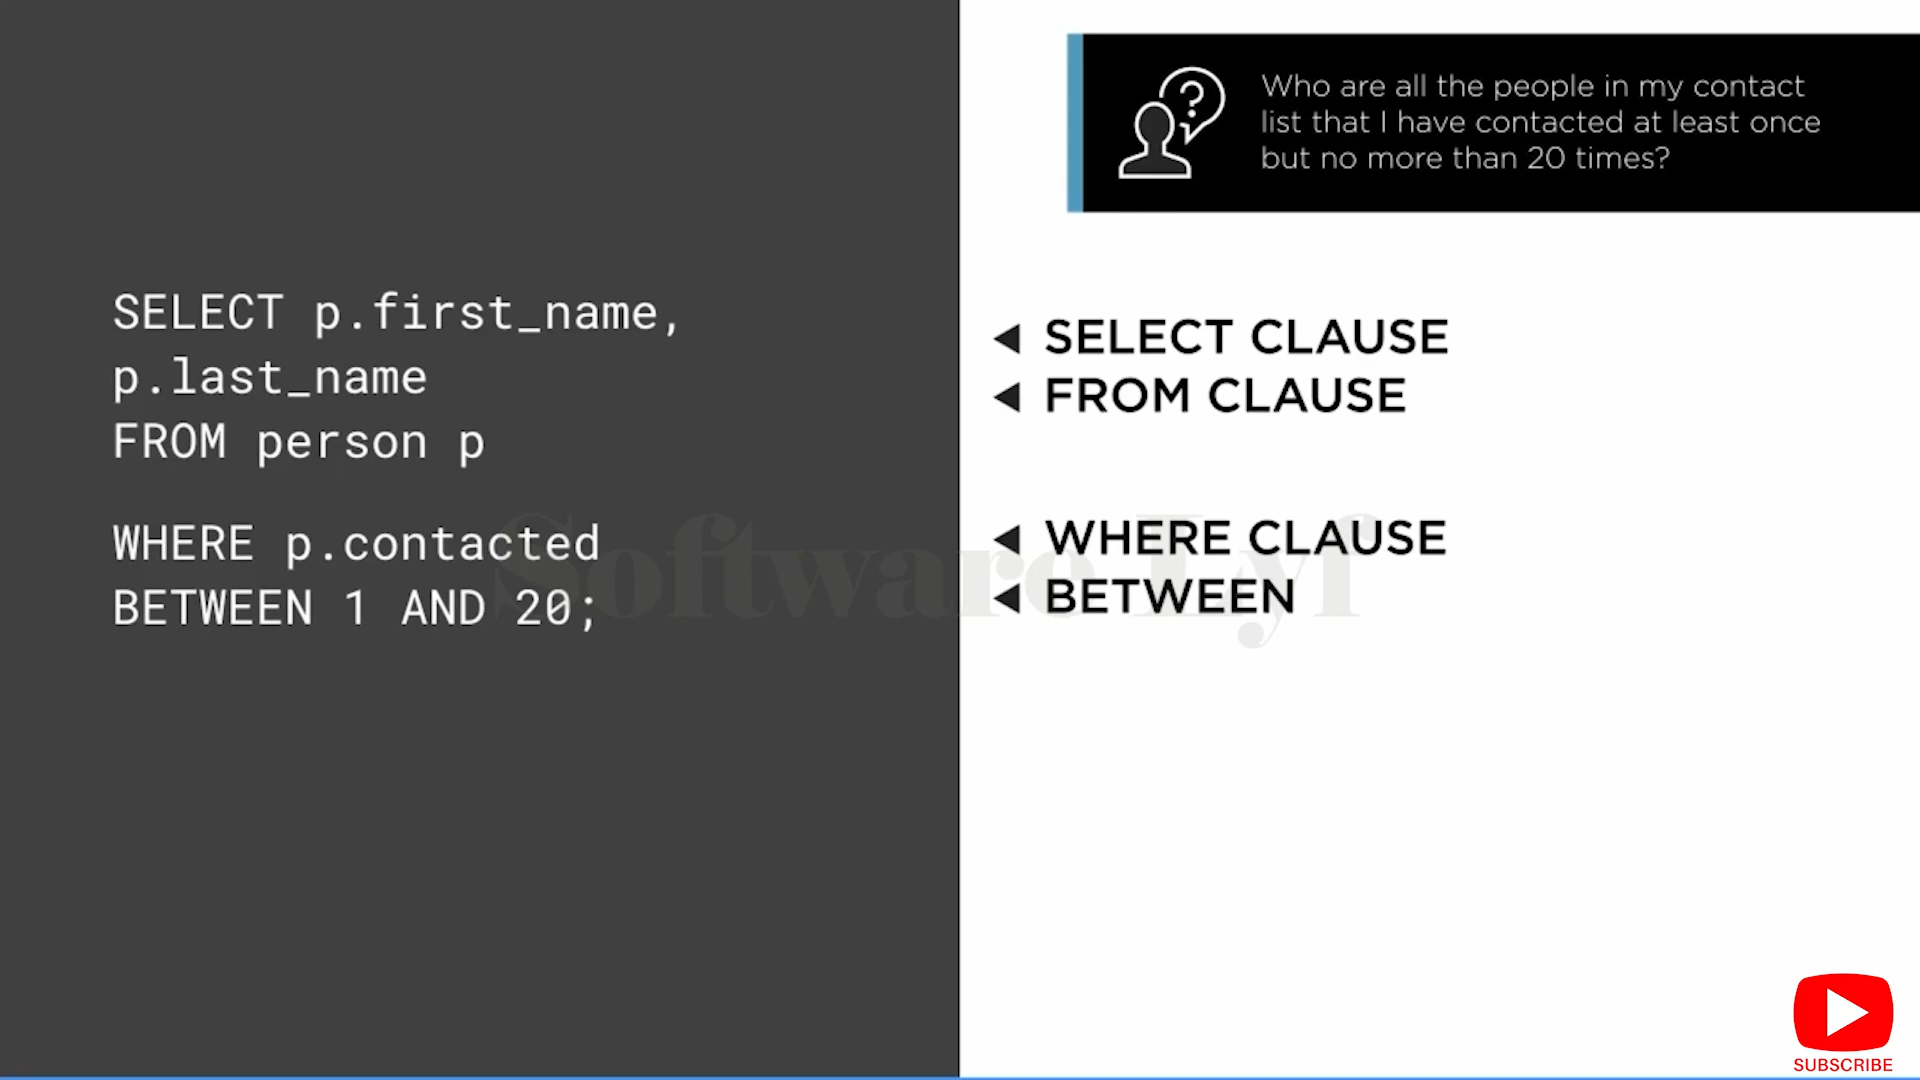 Who are all the people in my contact
list that I have contacted at least once
but no more than 20 times?
SELECT p.first_name,
p.last_name
FROM person p
WHERE p.contacted
BETWEEN 1 AND 20;
SELECT CLAUSE
FROM CLAUSE
WHERE CLAUSE
BETWEEN
Software Lyf
SUBSCRIBE